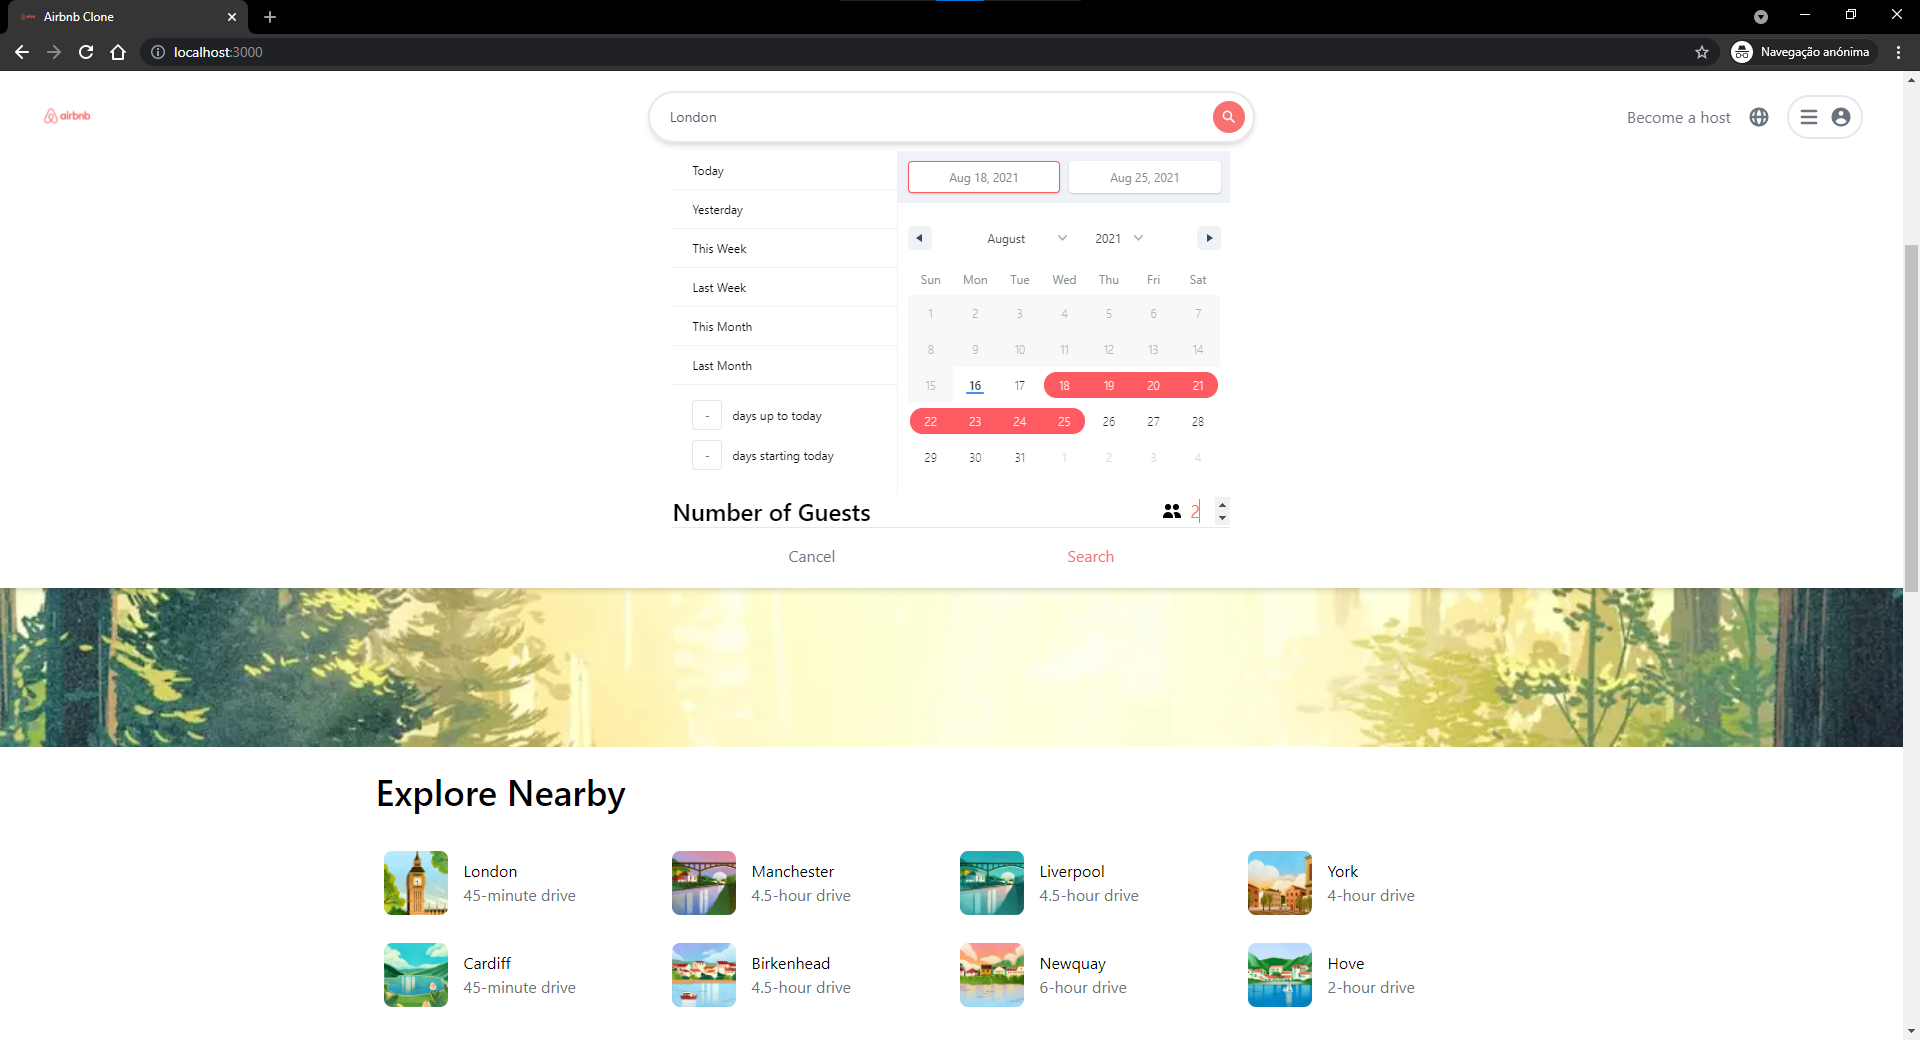 Airbnb Clone
localhost:3000
Navegação anónima
airbnb
London
Become a host
Today
Yesterday
This Week
Last Week
This Month
Last Month
- days up to today
- days starting today
Aug 18, 2021 Aug 25, 2021
August 2021
Sun Mon Tue Wed Thu Fri Sat
1 2 3 4 5 6 7
8 9 10 11 12 13 14
15 16 17 18 19 20 21
22 23 24 25 26 27 28
29 30 31 1 2 3 4
Number of Guests 2
Cancel Search
Explore Nearby
London
45-minute drive
Manchester
4.5-hour drive
Liverpool
4.5-hour drive
York
4-hour drive
Cardiff
45-minute drive
Birkenhead
4.5-hour drive
Newquay
6-hour drive
Hove
2-hour drive